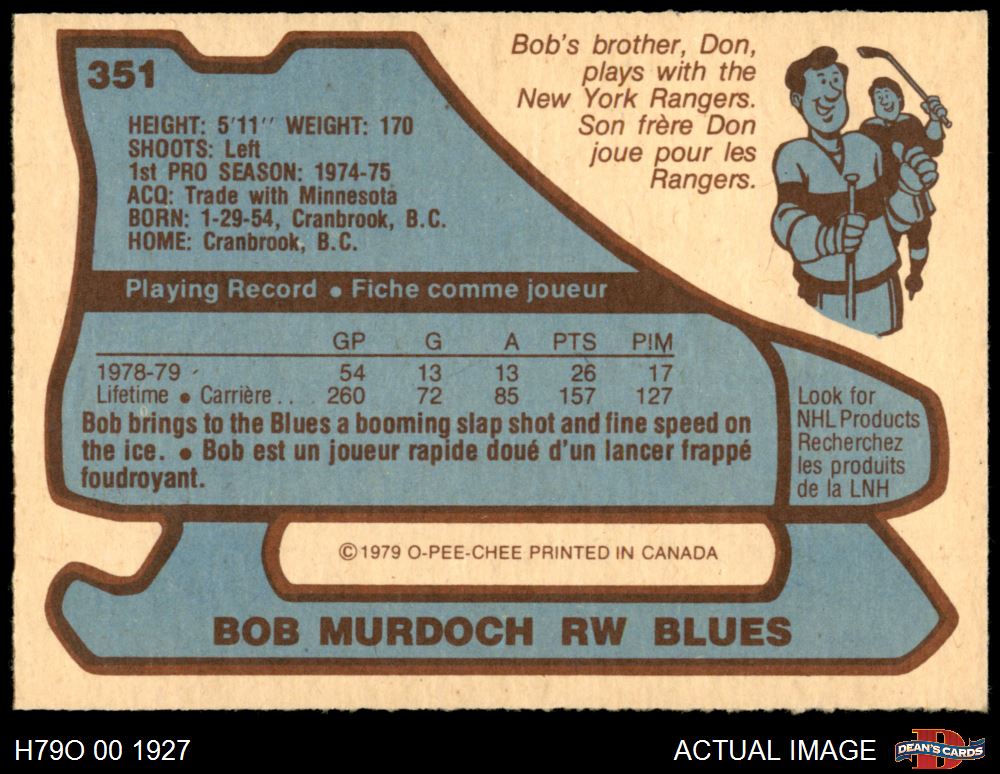 351
Bob's brother, Don,
plays with the
New York Rangers.
Son frère Don
joue pour les
Rangers.
HEIGHT: 5'11" WEIGHT: 170
SHOOTS: Left
1st PRO SEASON: 1974-75
ACQ: Trade with Minnesota
BORN: 1-29-54, Cranbrook, B.C.
HOME: Cranbrook, B.C.
Playing Record • Fiche comme joueur
GP G A PTS PIM
1978-79 54 13 13 26 17
Lifetime • Carrière . . 260 72 85 157 127
Bob brings to the Blues a booming slap shot and fine speed on
the ice. • Bob est un joueur rapide doué d'un lancer frappé
foudroyant.
Look for
NHL Products
Recherchez
les produits
de la LNH
©1979 O-PEE-CHEE PRINTED IN CANADA
BOB MURDOCH RW BLUES
H79O 00 1927
ACTUAL IMAGE
DEAN'S CARDS